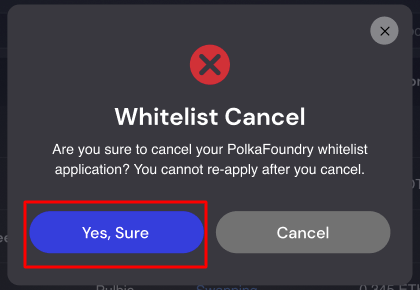 Whitelist Cancel
Are you sure to cancel your PolkaFoundry whitelist
application? You cannot re-apply after you cancel.
Yes, Sure
Cancel